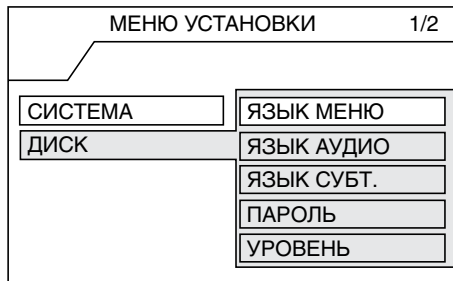 МЕНЮ УСТАНОВКИ 1/2
СИСТЕМА
ДИСК
ЯЗЫК МЕНЮ
ЯЗЫК АУДИО
ЯЗЫК СУБТ.
ПАРОЛЬ
УРОВЕНЬ